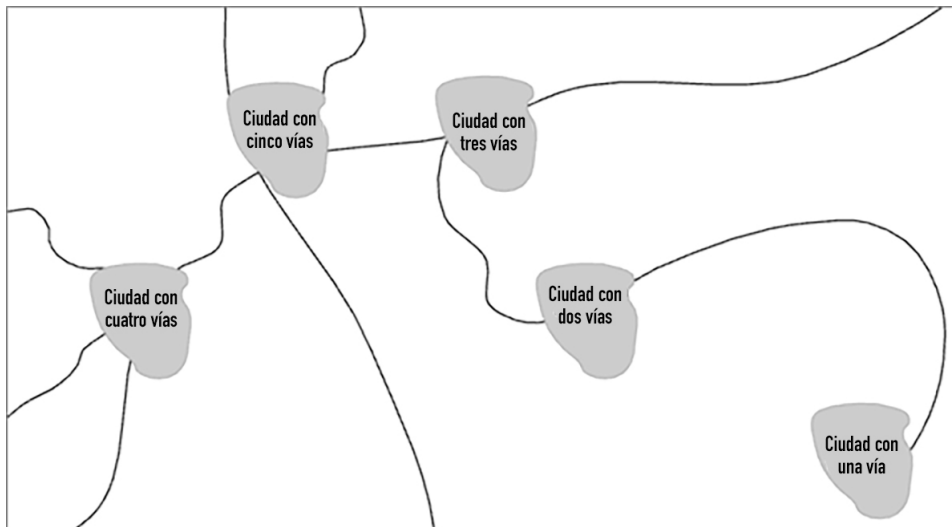 Ciudad con
cinco vías
Ciudad con
tres vías
Ciudad con
cuatro vías
Ciudad con
dos vías
Ciudad con
una vía